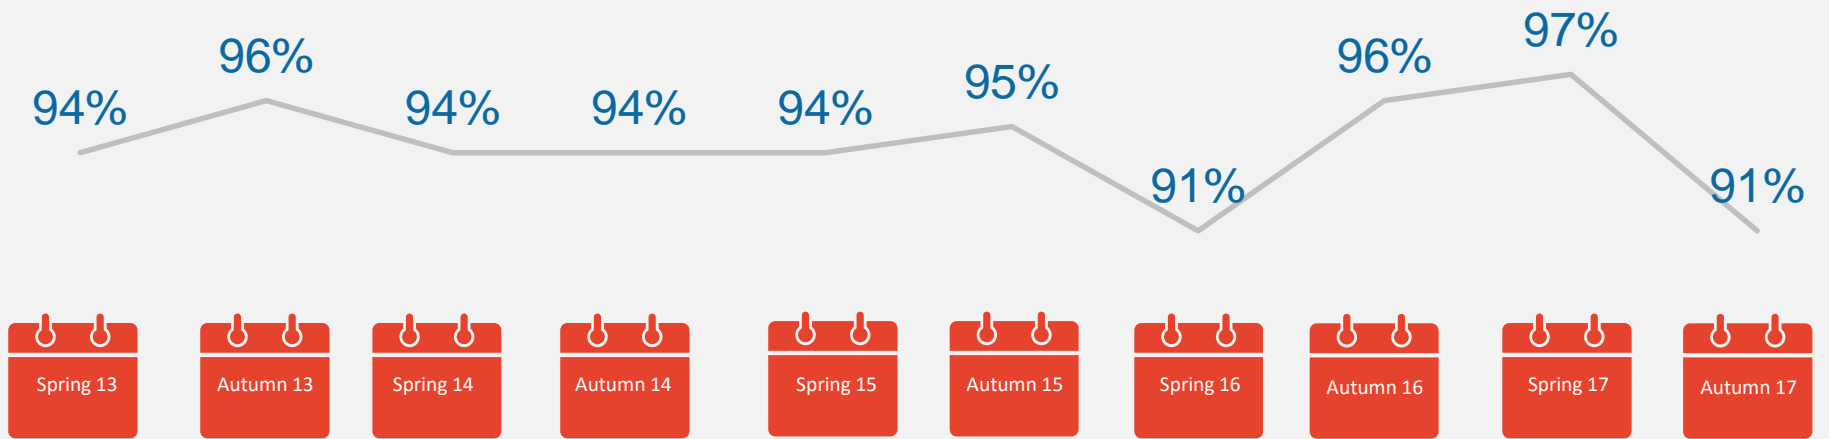 94%
96%
94%
94%
94%
95%
91%
96%
97%
91%
Spring 13
Autumn 13
Spring 14
Autumn 14
Spring 15
Autumn 15
Spring 16
Autumn 16
Spring 17
Autumn 17